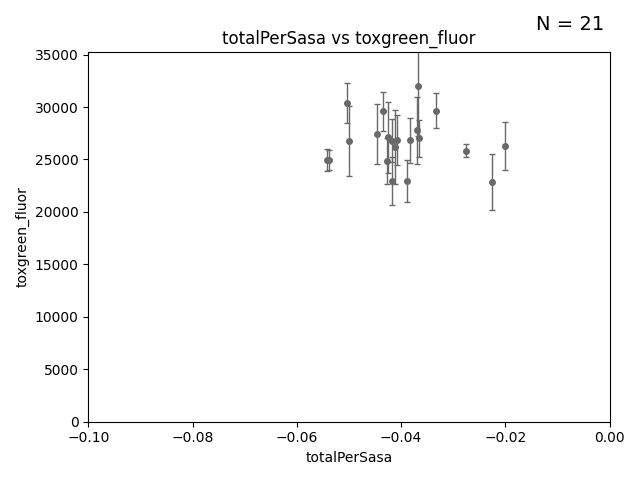 N = 21
totalPerSasa vs toxgreen_fluor
35000
30000
25000
20000
15000
10000
5000
0
toxgreen_fluor
−0.10 −0.08 −0.06 −0.04 −0.02 0.00
totalPerSasa